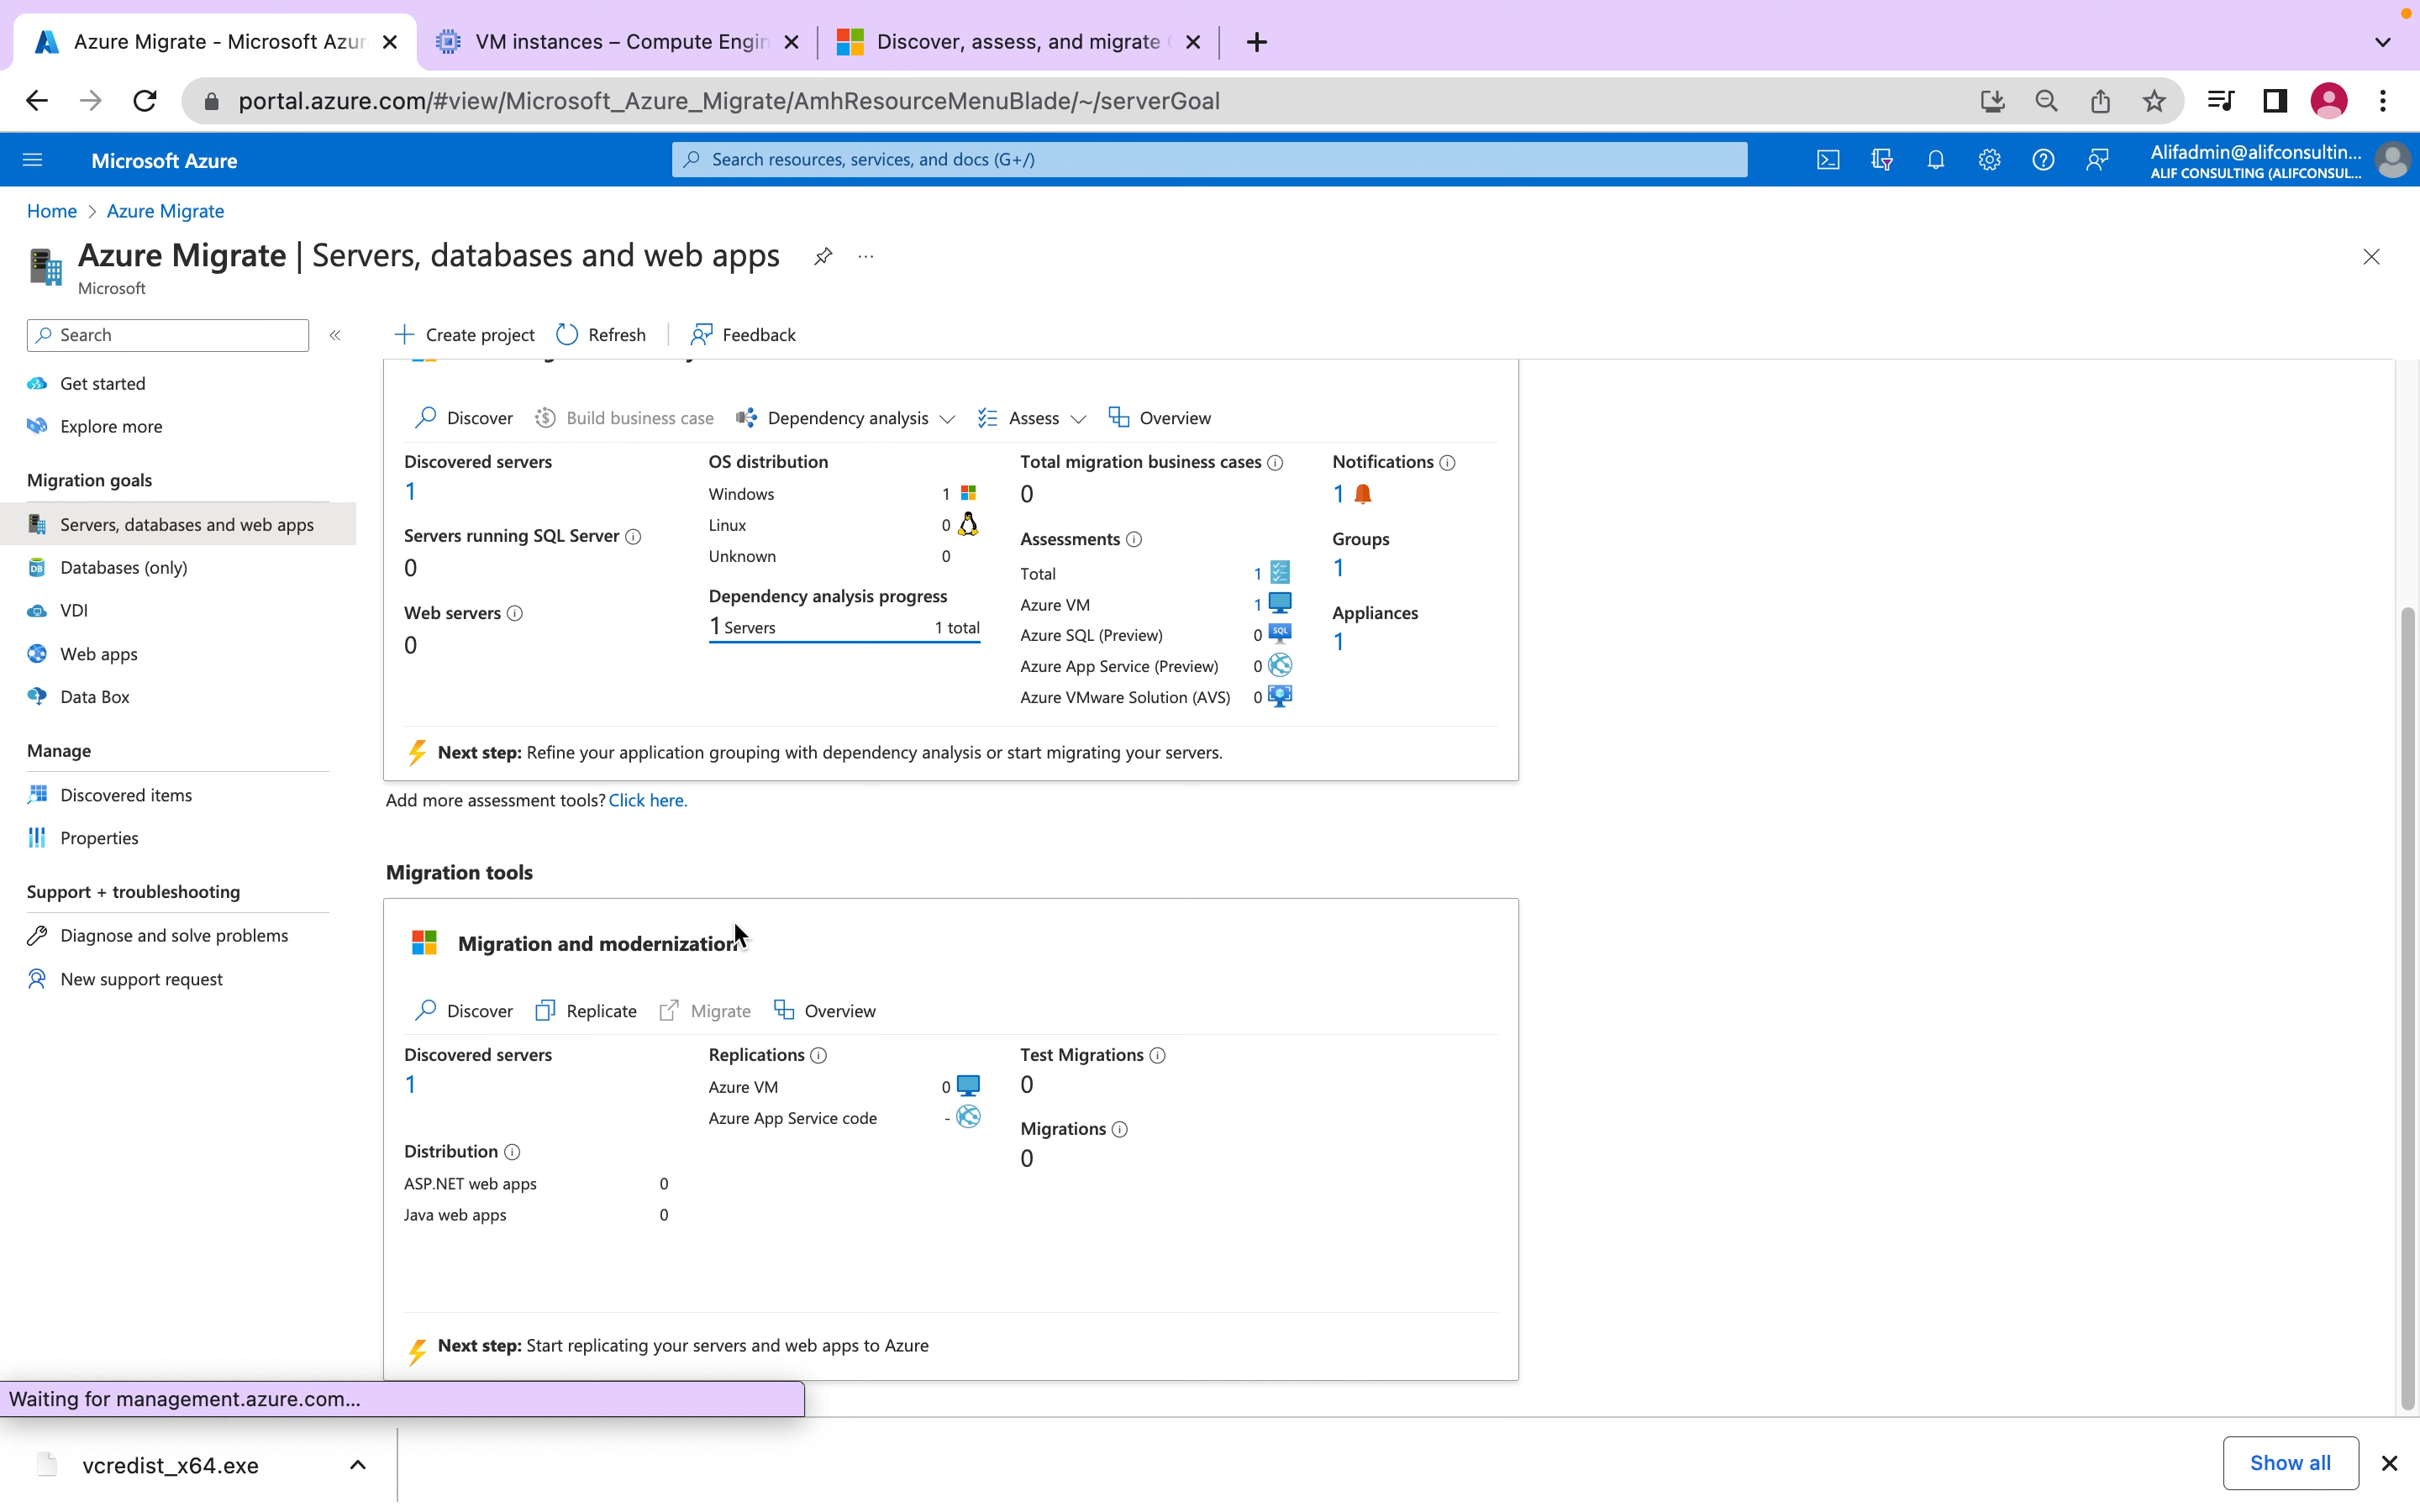 Azure Migrate - Microsoft Azur
VM instances – Compute Engin
Discover, assess, and migrate
portal.azure.com/#view/Microsoft_Azure_Migrate/AmhResourceMenuBlade/~/serverGoal
Microsoft Azure
Search resources, services, and docs (G+/)
Alifadmin@alifconsultin...
ALIF CONSULTING (ALIFCONSUL...
Home > Azure Migrate
Azure Migrate | Servers, databases and web apps
Microsoft
Search
Create project
Refresh
Feedback
Get started
Explore more
Migration goals
Servers, databases and web apps
Databases (only)
VDI
Web apps
Data Box
Manage
Discovered items
Properties
Support + troubleshooting
Diagnose and solve problems
New support request
Discover
Build business case
Dependency analysis
Assess
Overview
Discovered servers
1
Servers running SQL Server
0
Web servers
0
OS distribution
Windows 1
Linux 0
Unknown 0
Dependency analysis progress
1 Servers 1 total
Total migration business cases
0
Assessments
Total 1
Azure VM 1
Azure SQL (Preview) 0
Azure App Service (Preview) 0
Azure VMware Solution (AVS) 0
Notifications
1
Groups
1
Appliances
1
Next step: Refine your application grouping with dependency analysis or start migrating your servers.
Add more assessment tools? Click here.
Migration tools
Migration and modernization
Discover
Replicate
Migrate
Overview
Discovered servers
1
Distribution
ASP.NET web apps 0
Java web apps 0
Replications
Azure VM 0
Azure App Service code -
Test Migrations
0
Migrations
0
Next step: Start replicating your servers and web apps to Azure
Waiting for management.azure.com...
vcredist_x64.exe
Show all